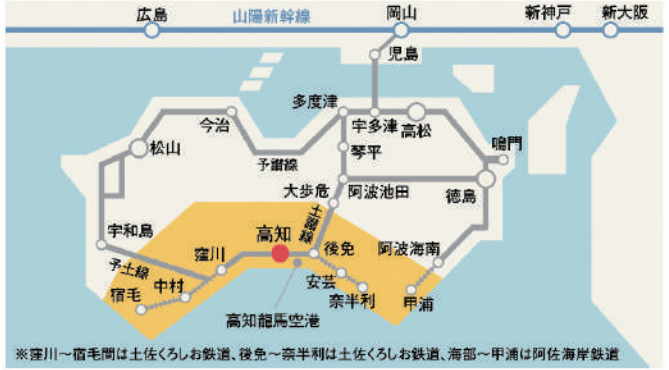 広島
山陽新幹線
岡山
新神戸
新大阪
児島
多度津
今治
宇多津
高松
松山
琴平
鳴門
予讃線
大歩危
阿波池田
徳島
土讃線
宇和島
高知
後免
阿波海南
予土線
窪川
安芸
中村
奈半利
宿毛
甲浦
高知龍馬空港
※窪川～宿毛間は土佐くろしお鉄道、後免～奈半利は土佐くろしお鉄道、海部～甲浦は阿佐海岸鉄道